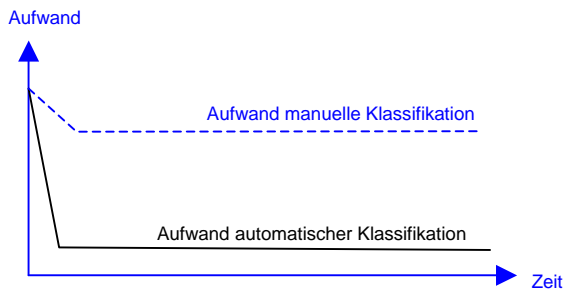 Aufwand
Aufwand manuelle Klassifikation
Aufwand automatischer Klassifikation
Zeit